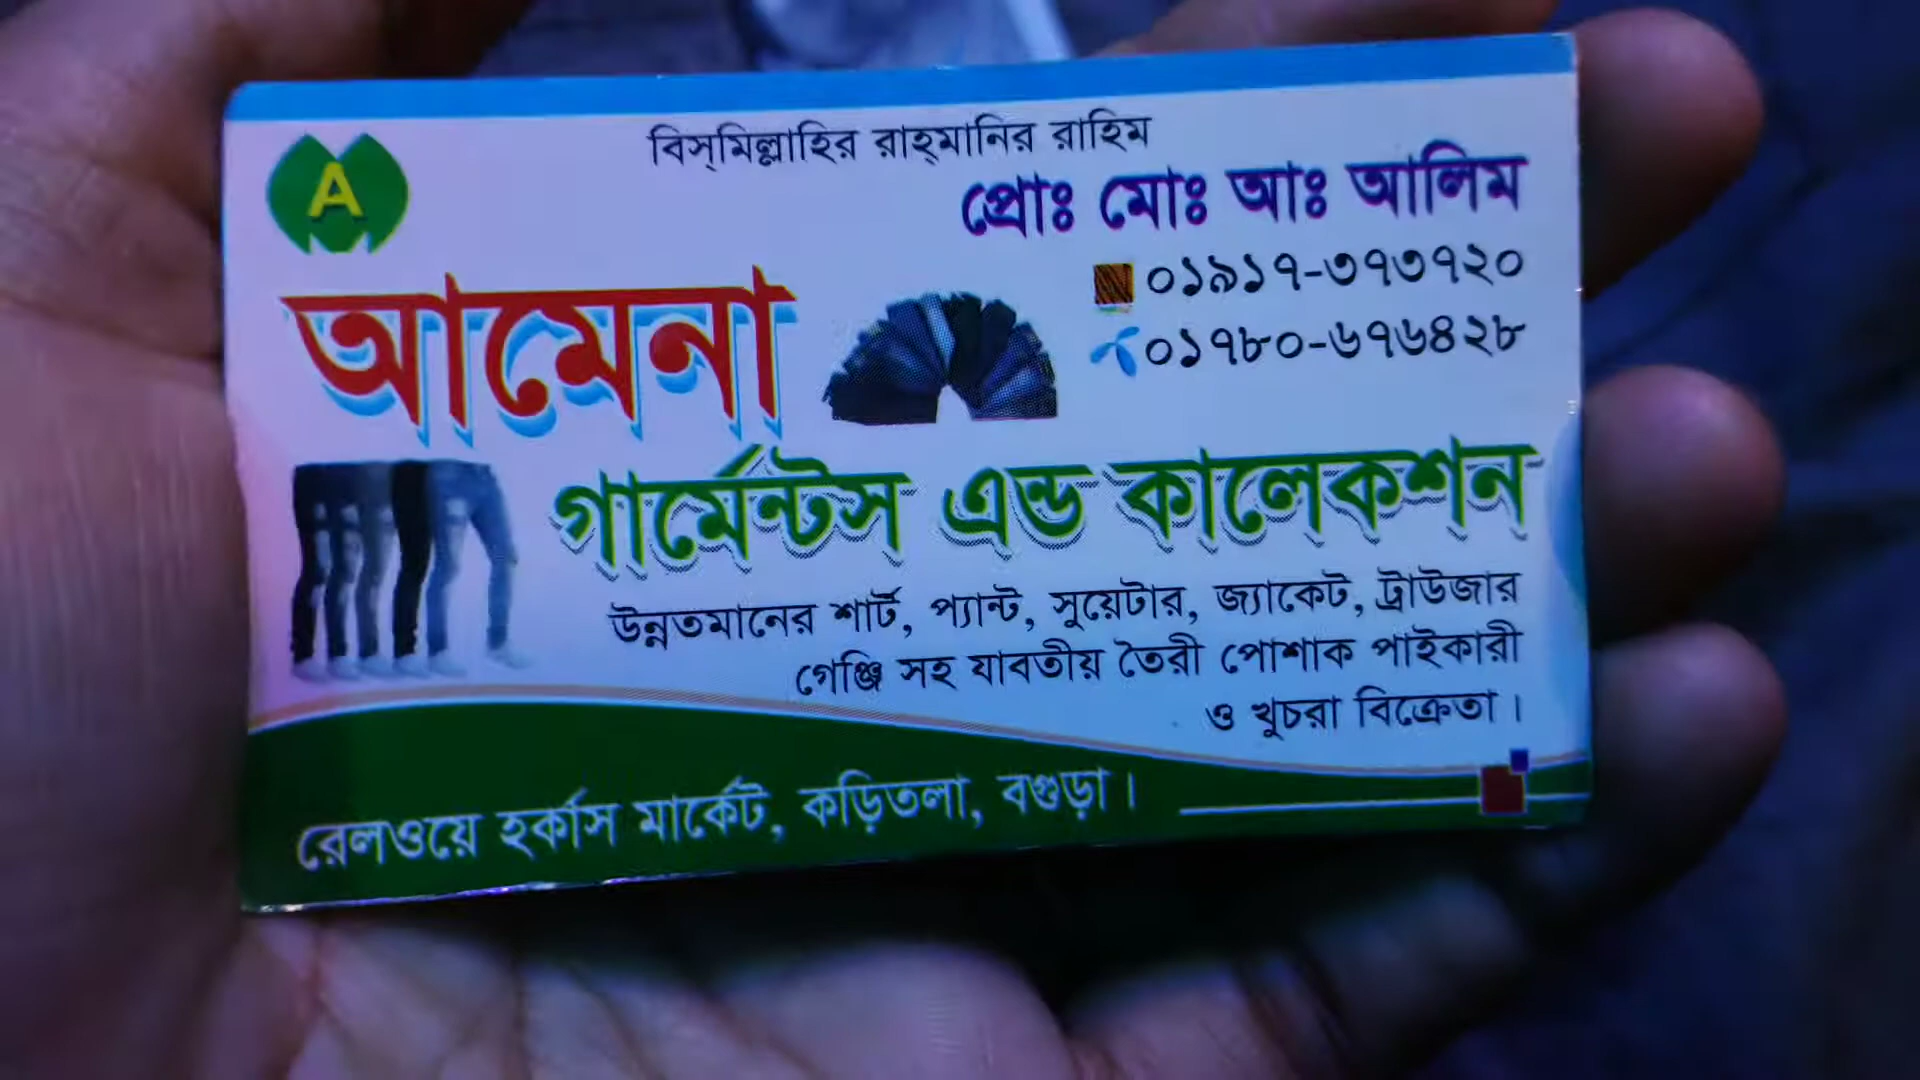 বিস্‌মিল্লাহির রাহ্‌মানির রাহিম
A
প্রোঃ মোঃ আঃ আলিম
০১৯১৭-৩৭৩৭২০
০১৭৮০-৬৭৬৪২৮
আমেনা
গার্মেন্টস এন্ড কালেকশন
উন্নতমানের শার্ট, প্যান্ট, সুয়েটার, জ্যাকেট, ট্রাউজার
গেঞ্জি সহ যাবতীয় তৈরী পোশাক পাইকারী
ও খুচরা বিক্রেতা।
রেলওয়ে হর্কাস মার্কেট, কড়িতলা, বগুড়া।